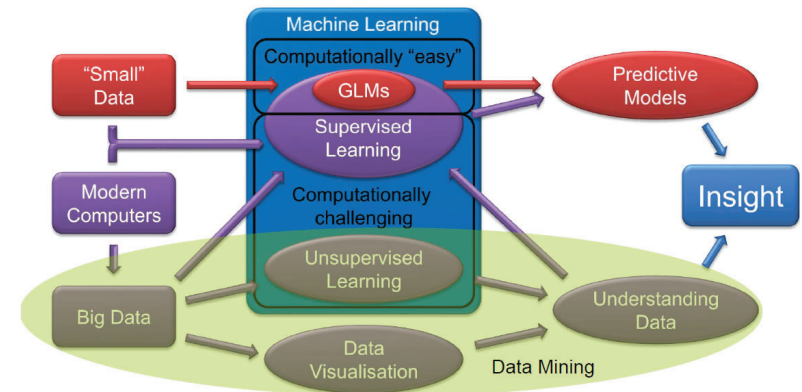 Machine Learning
Computationally “easy”
“Small”
Data
GLMs
Predictive
Models
Supervised
Learning
Modern
Computers
Computationally
challenging
Insight
Unsupervised
Learning
Big Data
Understanding
Data
Data
Visualisation
Data Mining